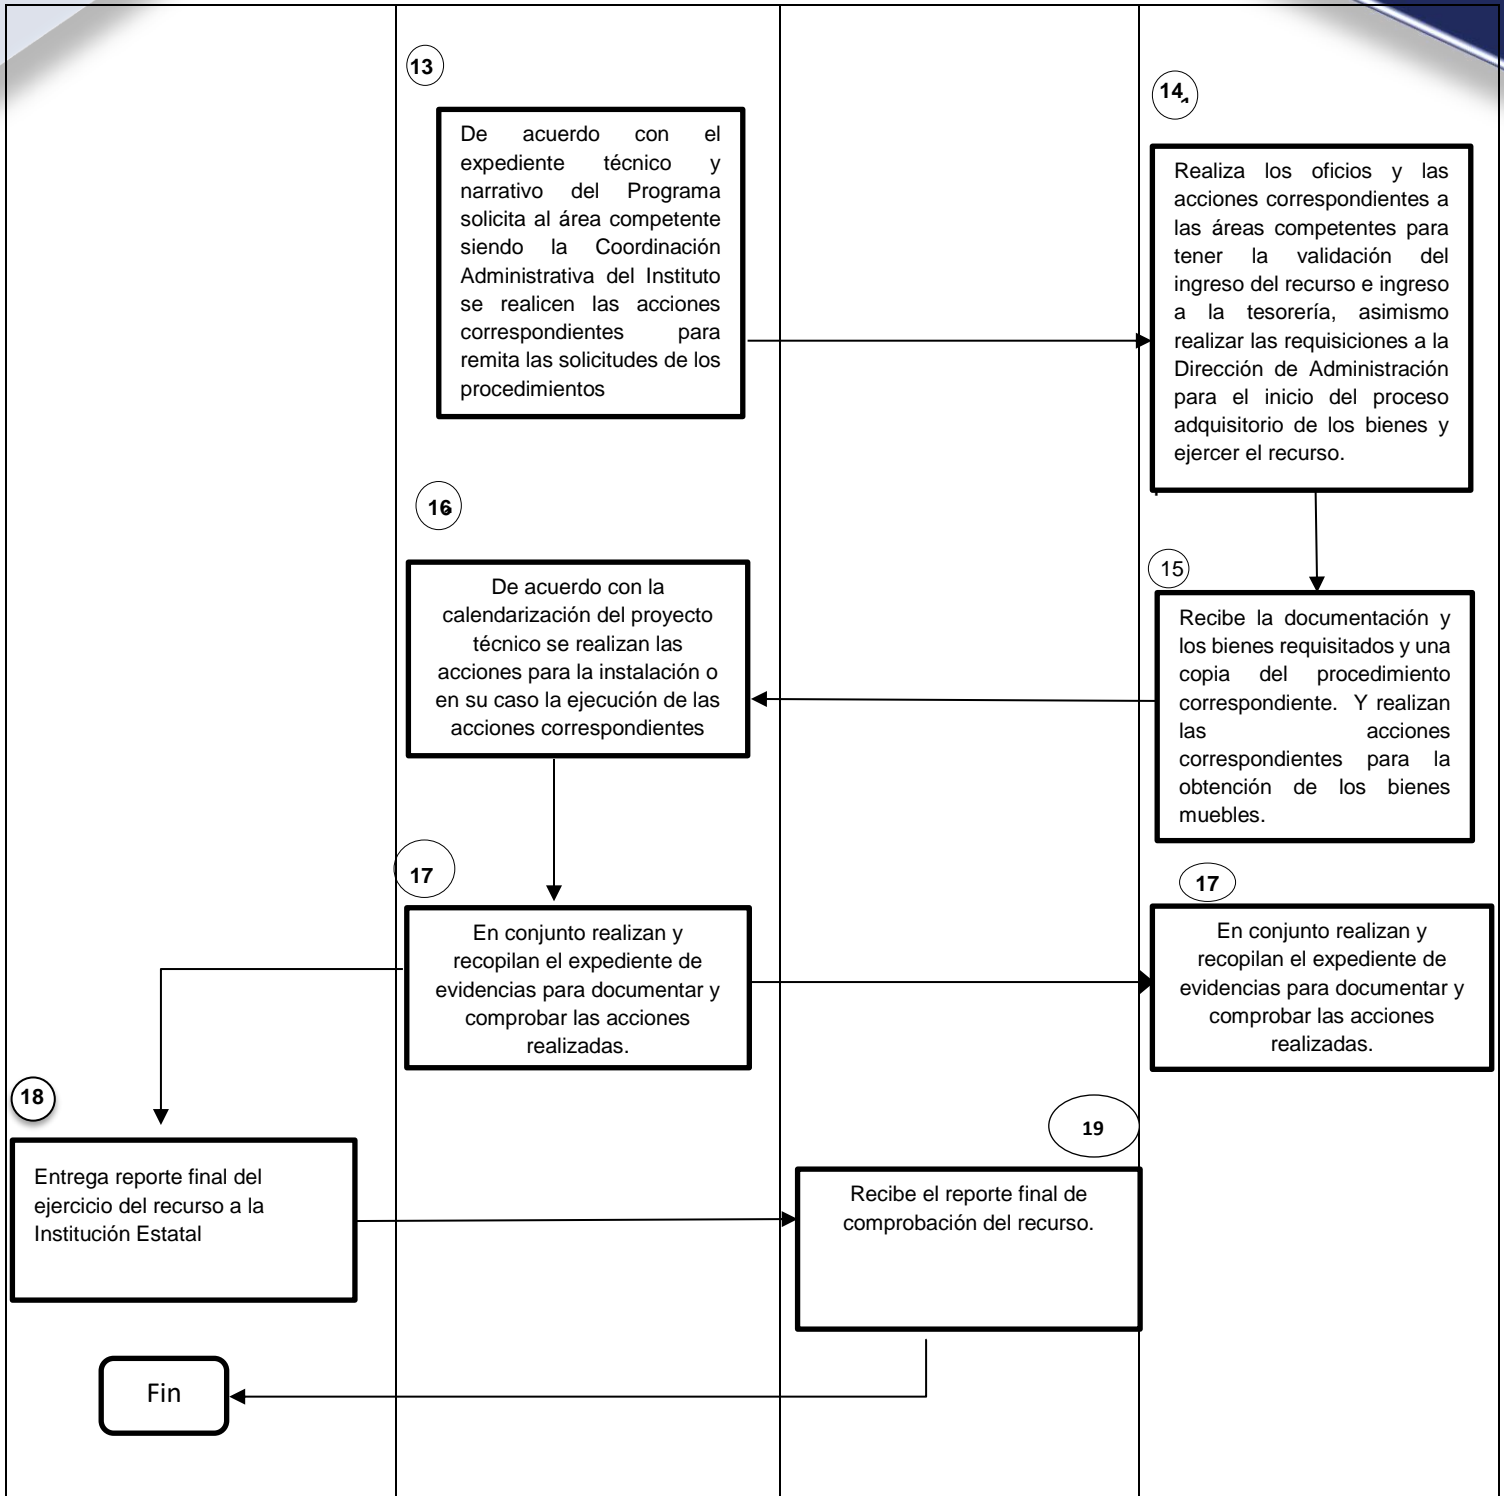 13
De acuerdo con el
expediente técnico y
narrativo del Programa
solicita al área competente
siendo la Coordinación
Administrativa del Instituto
se realicen las acciones
correspondientes para
remita las solicitudes de los
procedimientos
14
Realiza los oficios y las
acciones correspondientes a
las áreas competentes para
tener la validación del
ingreso del recurso e ingreso
a la tesorería, asimismo
realizar las requisiciones a la
Dirección de Administración
para el inicio del proceso
adquisitorio de los bienes y
ejercer el recurso.
15
Recibe la documentación y
los bienes requisitados y una
copia del procedimiento
correspondiente. Y realizan
las acciones
correspondientes para la
obtención de los bienes
muebles.
16
De acuerdo con la
calendarización del proyecto
técnico se realizan las
acciones para la instalación o
en su caso la ejecución de las
acciones correspondientes
17
En conjunto realizan y
recopilan el expediente de
evidencias para documentar y
comprobar las acciones
realizadas.
17
En conjunto realizan y
recopilan el expediente de
evidencias para documentar y
comprobar las acciones
realizadas.
18
Entrega reporte final del
ejercicio del recurso a la
Institución Estatal
19
Recibe el reporte final de
comprobación del recurso.
Fin